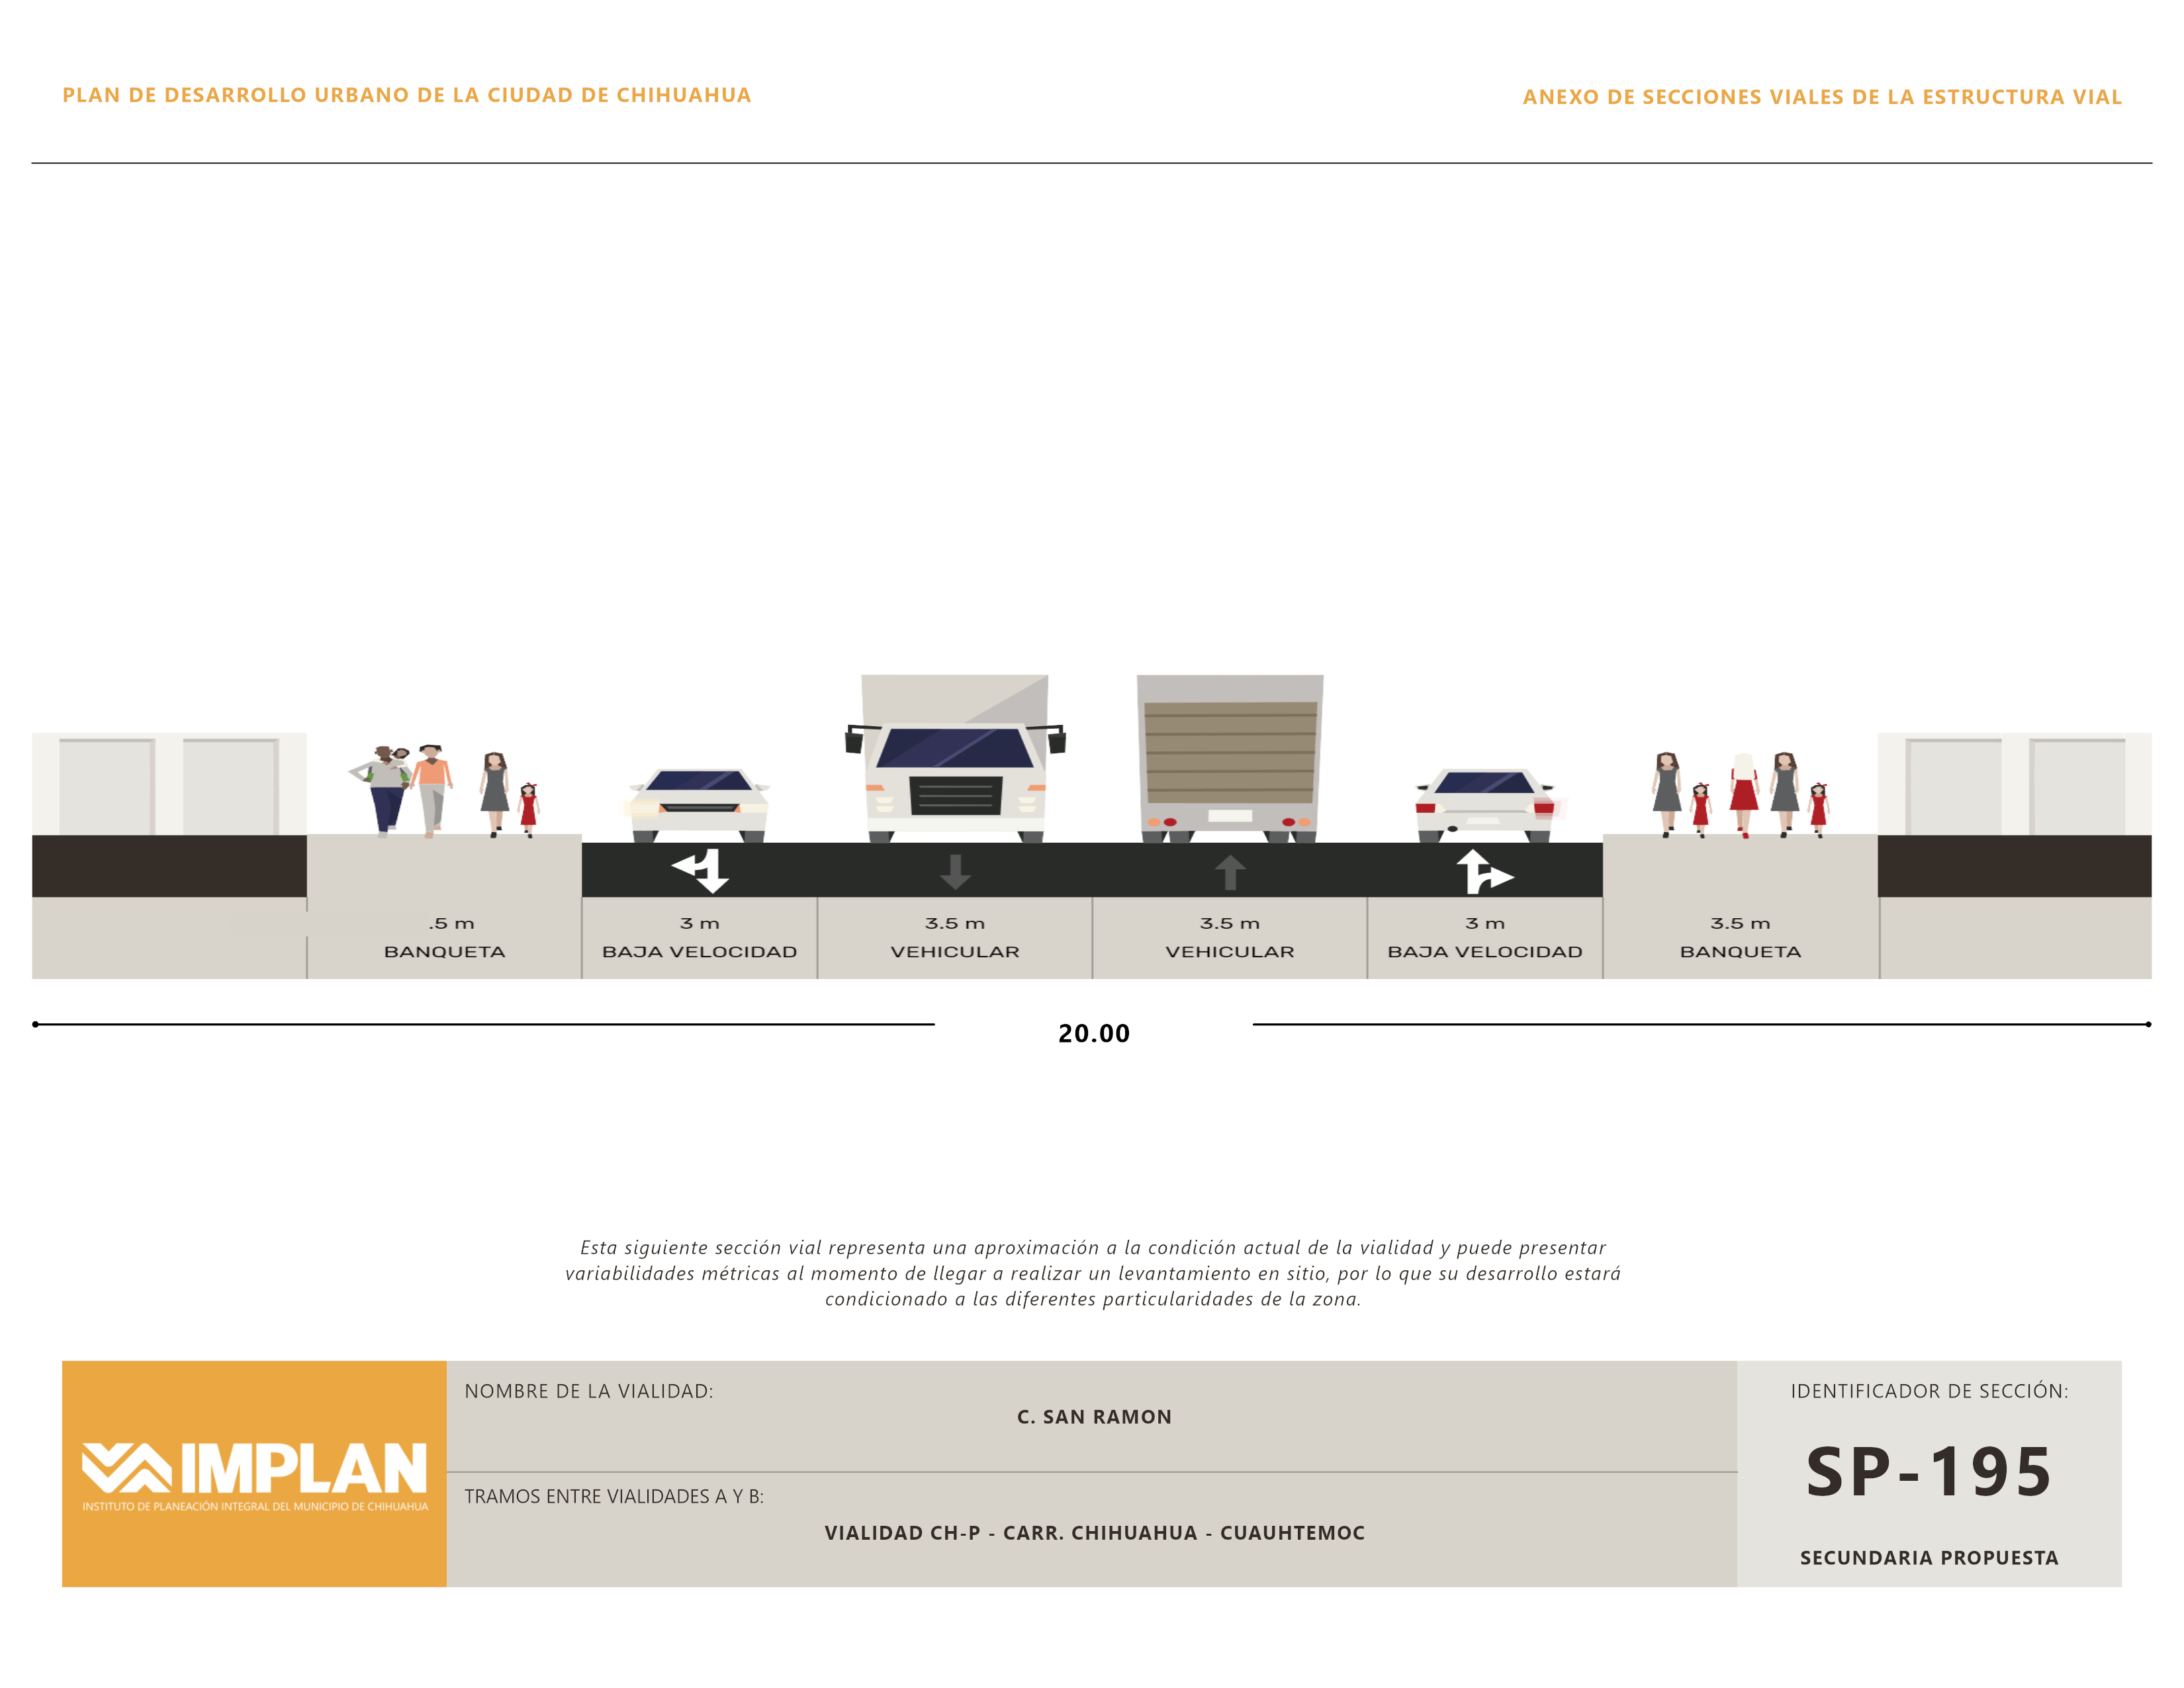 PLAN DE DESARROLLO URBANO DE LA CIUDAD DE CHIHUAHUA
ANEXO DE SECCIONES VIALES DE LA ESTRUCTURA VIAL
.5 m
BANQUETA
3 m
BAJA VELOCIDAD
3.5 m
VEHICULAR
3.5 m
VEHICULAR
3 m
BAJA VELOCIDAD
3.5 m
BANQUETA
20.00
Esta siguiente sección vial representa una aproximación a la condición actual de la vialidad y puede presentar
variabilidades métricas al momento de llegar a realizar un levantamiento en sitio, por lo que su desarrollo estará
condicionado a las diferentes particularidades de la zona.
IMPLAN
INSTITUTO DE PLANEACIÓN INTEGRAL DEL MUNICIPIO DE CHIHUAHUA
NOMBRE DE LA VIALIDAD:
C. SAN RAMON
TRAMOS ENTRE VIALIDADES A Y B:
VIALIDAD CH-P - CARR. CHIHUAHUA - CUAUHTEMOC
IDENTIFICADOR DE SECCIÓN:
SP-195
SECUNDARIA PROPUESTA